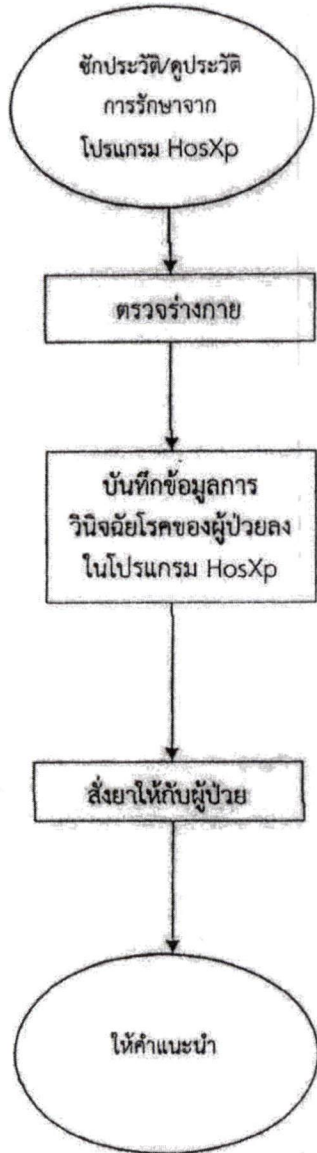 ซักประวัติ/ดูประวัติ
การรักษาจาก
โปรแกรม HosXp
ตรวจร่างกาย
บันทึกข้อมูลการ
วินิจฉัยโรคของผู้ป่วยลง
ในโปรแกรม HosXp
สั่งยาให้กับผู้ป่วย
ให้คำแนะนำ